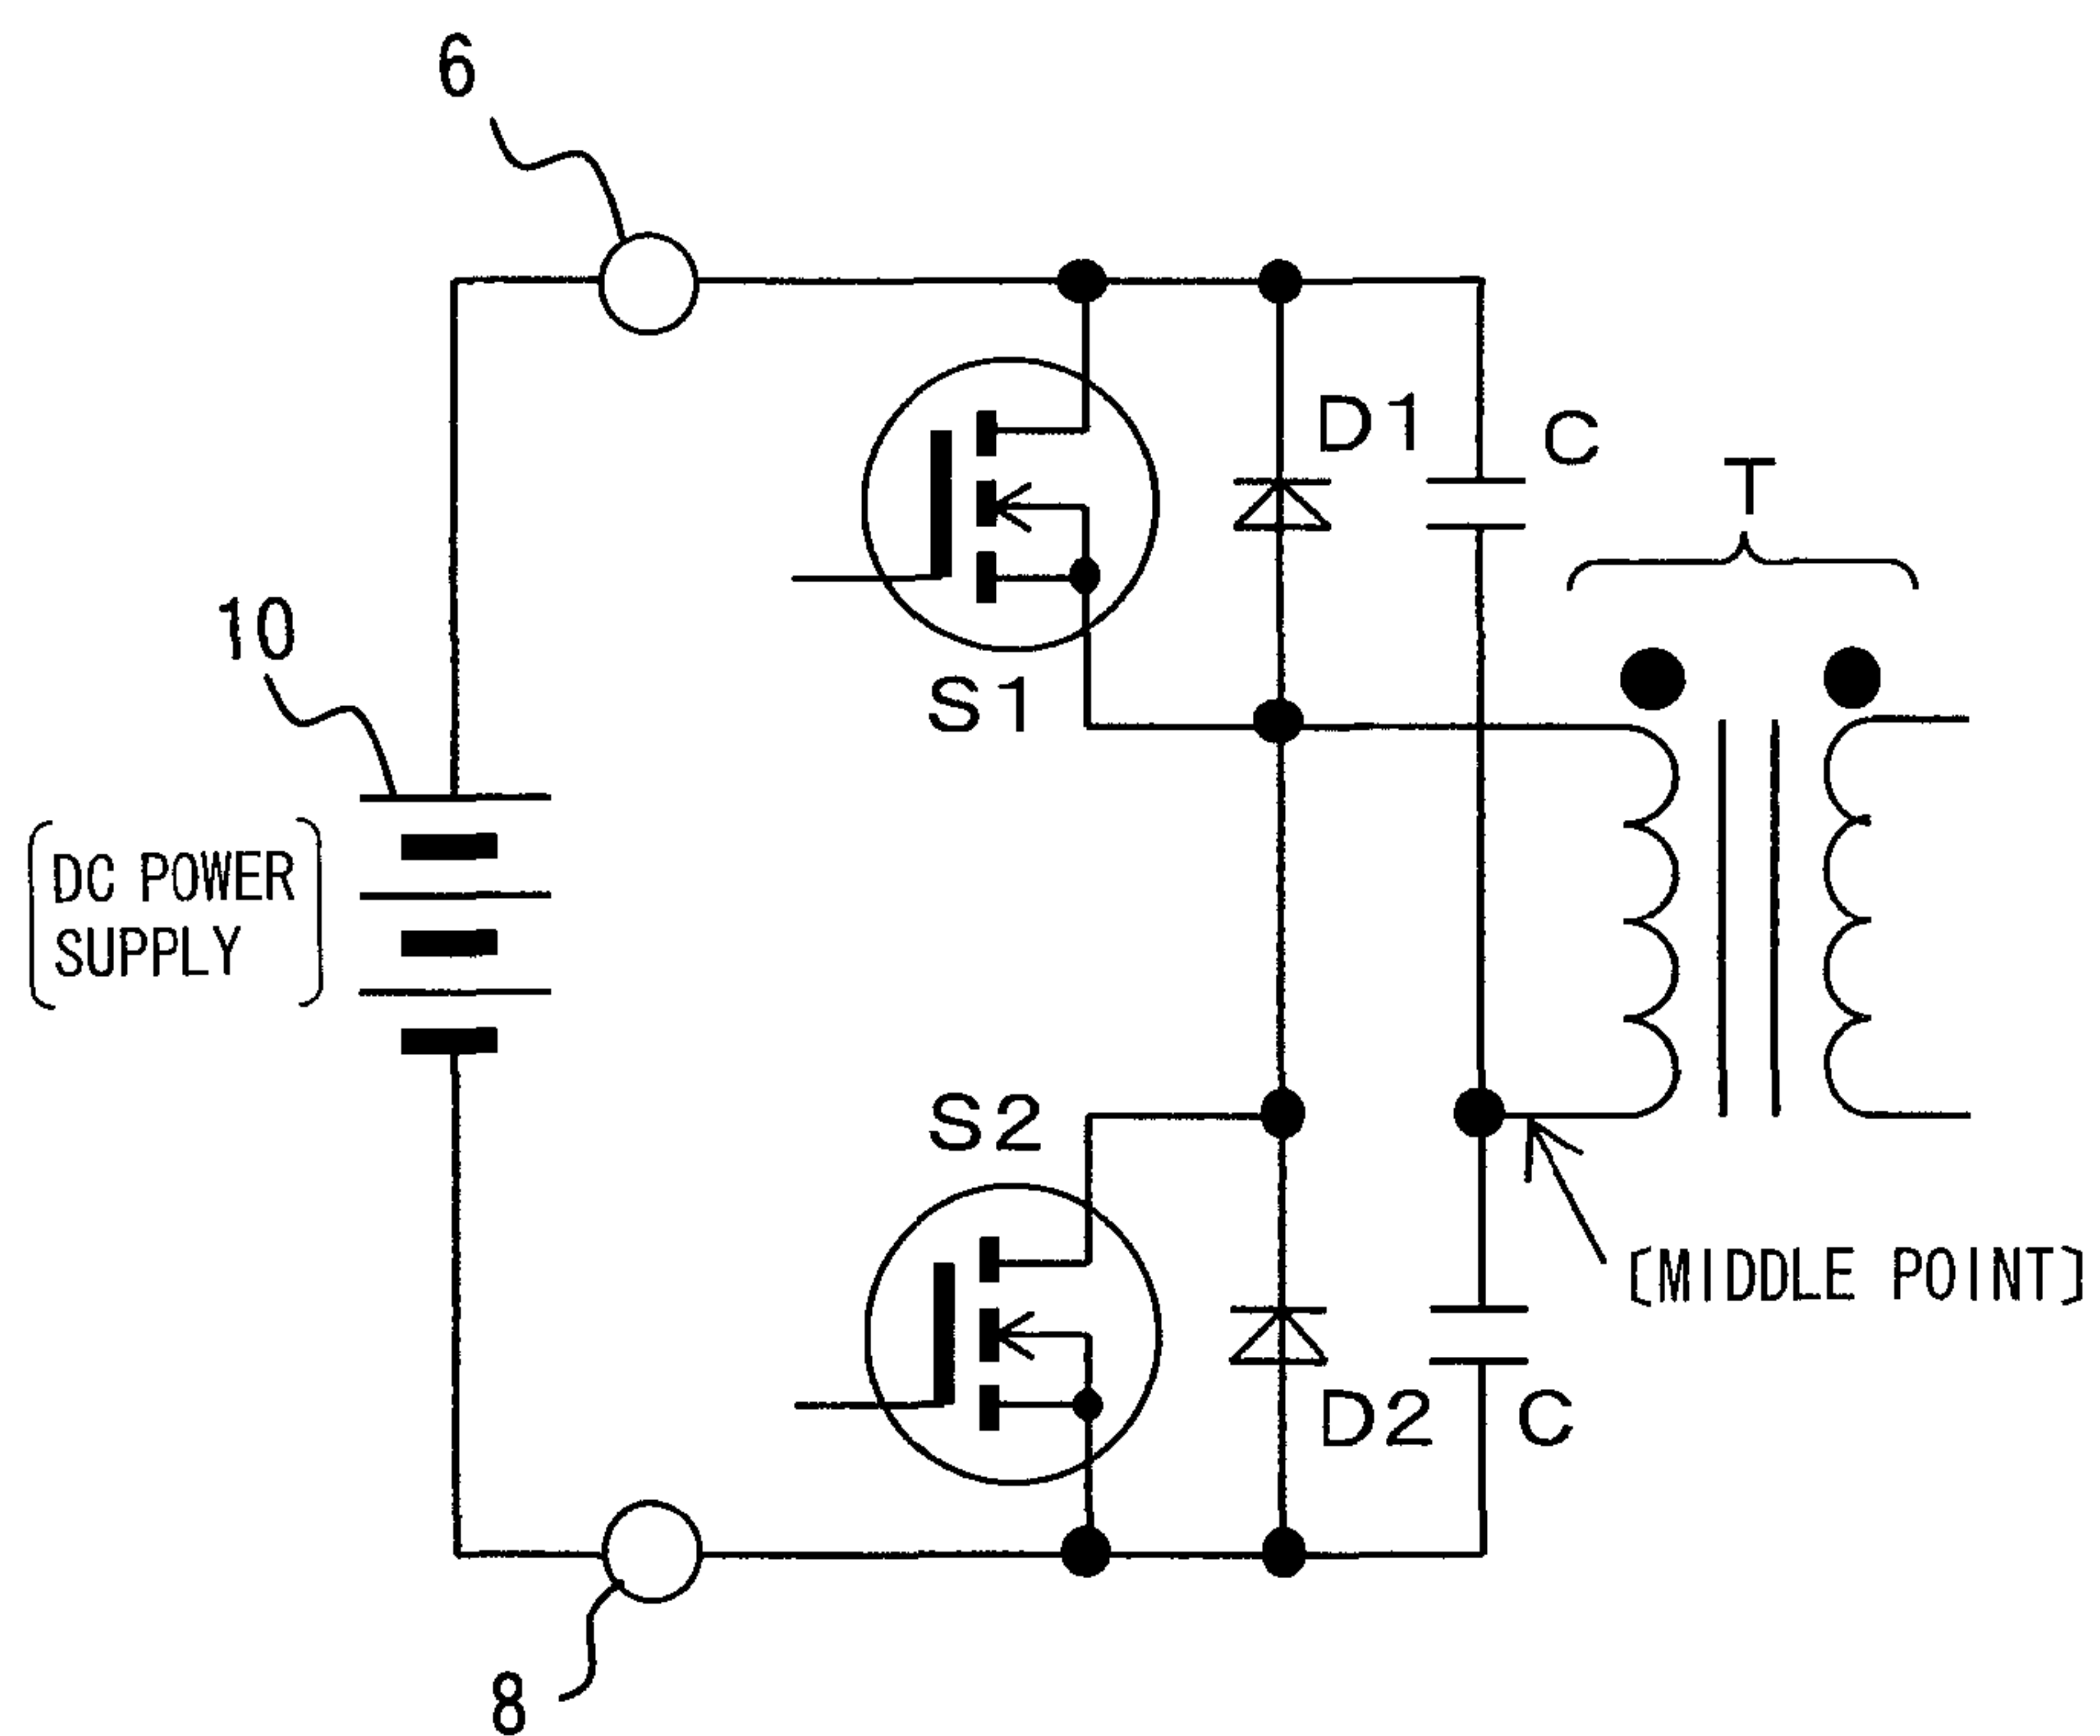 6
D1
C
T
10
S1
[DC POWER
SUPPLY]
S2
[MIDDLE POINT]
D2
C
8